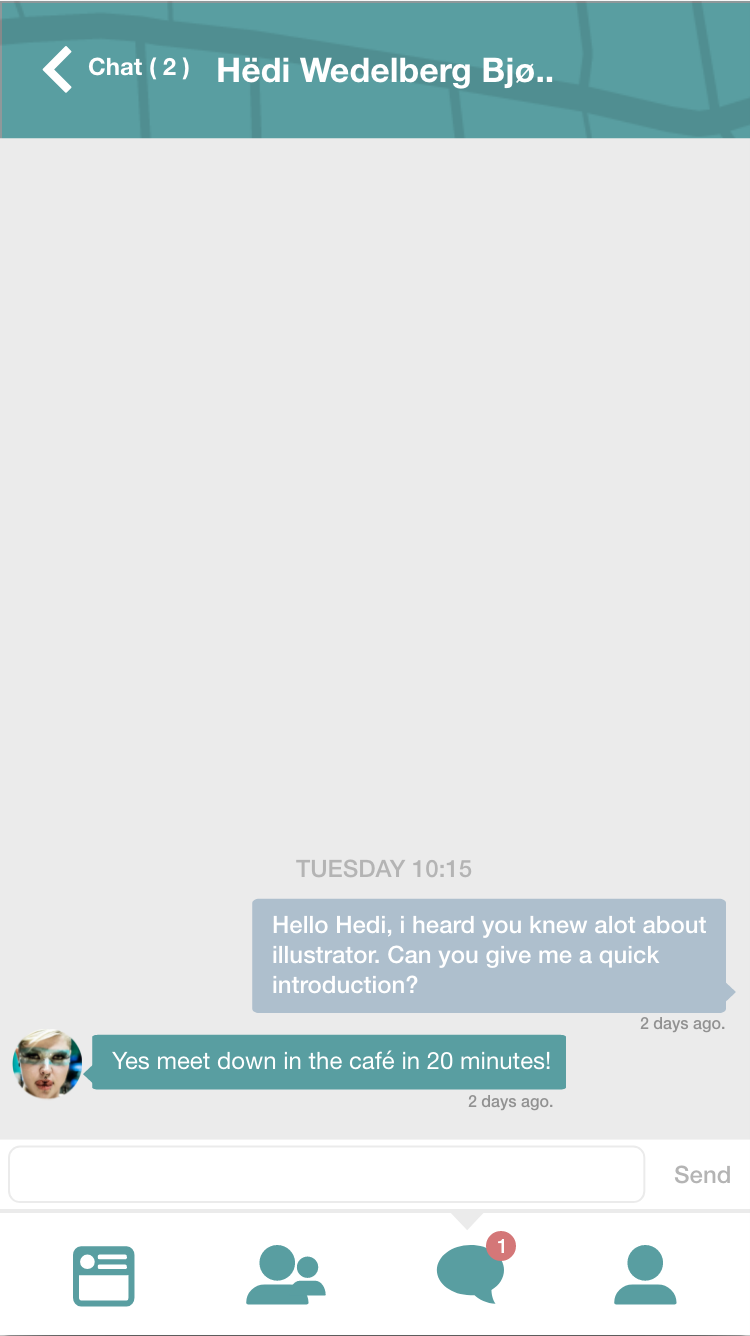 Chat ( 2 ) Hëdi Wedelberg Bjø..
TUESDAY 10:15
Hello Hedi, i heard you knew alot about
illustrator. Can you give me a quick
introduction?
2 days ago.
Yes meet down in the café in 20 minutes!
2 days ago.
Send
1